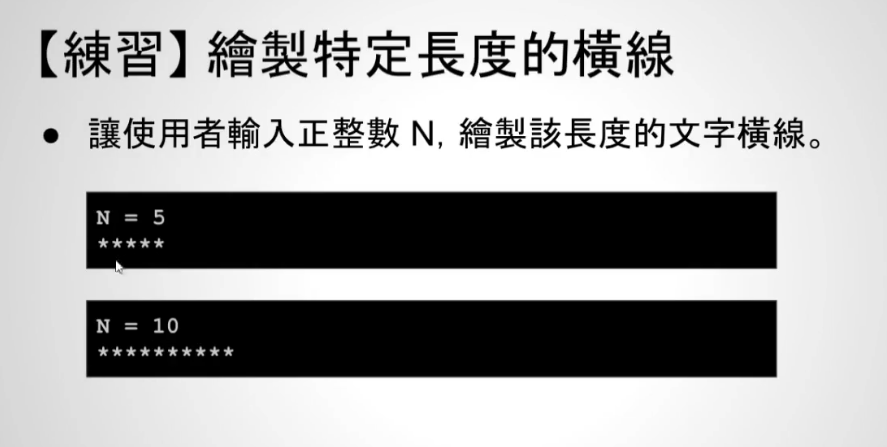 【練習】繪製特定長度的橫線
● 讓使用者輸入正整數 N, 繪製該長度的文字橫線。
N = 5
*****
N = 10
**********